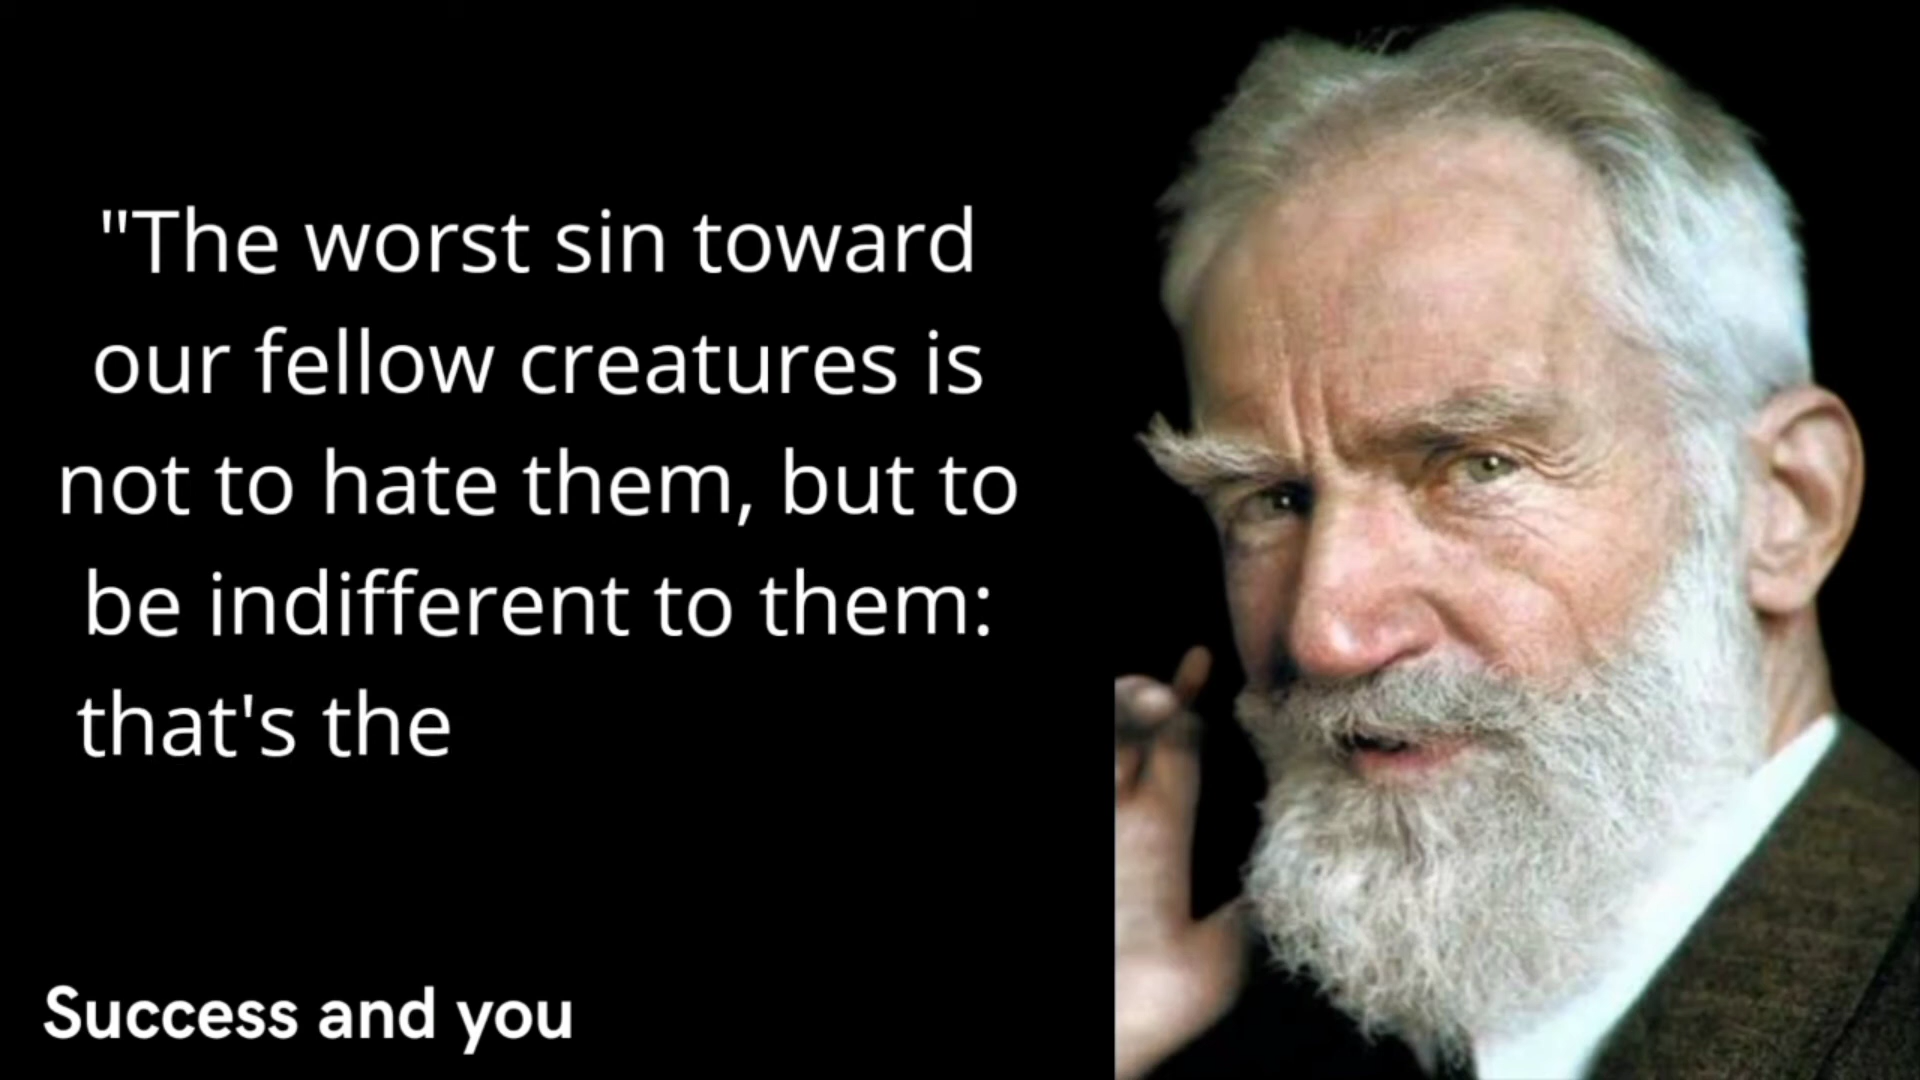 "The worst sin toward
our fellow creatures is
not to hate them, but to
be indifferent to them:
that's the
Success and you